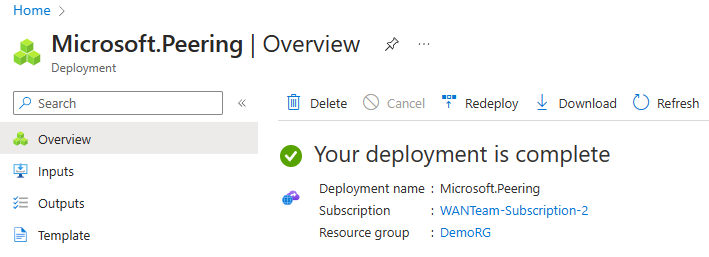 Home >
Microsoft.Peering | Overview
Deployment
Search
Delete
Cancel
Redeploy
Download
Refresh
Overview
Inputs
Outputs
Template
Your deployment is complete
Deployment name : Microsoft.Peering
Subscription : WANTeam-Subscription-2
Resource group : DemoRG